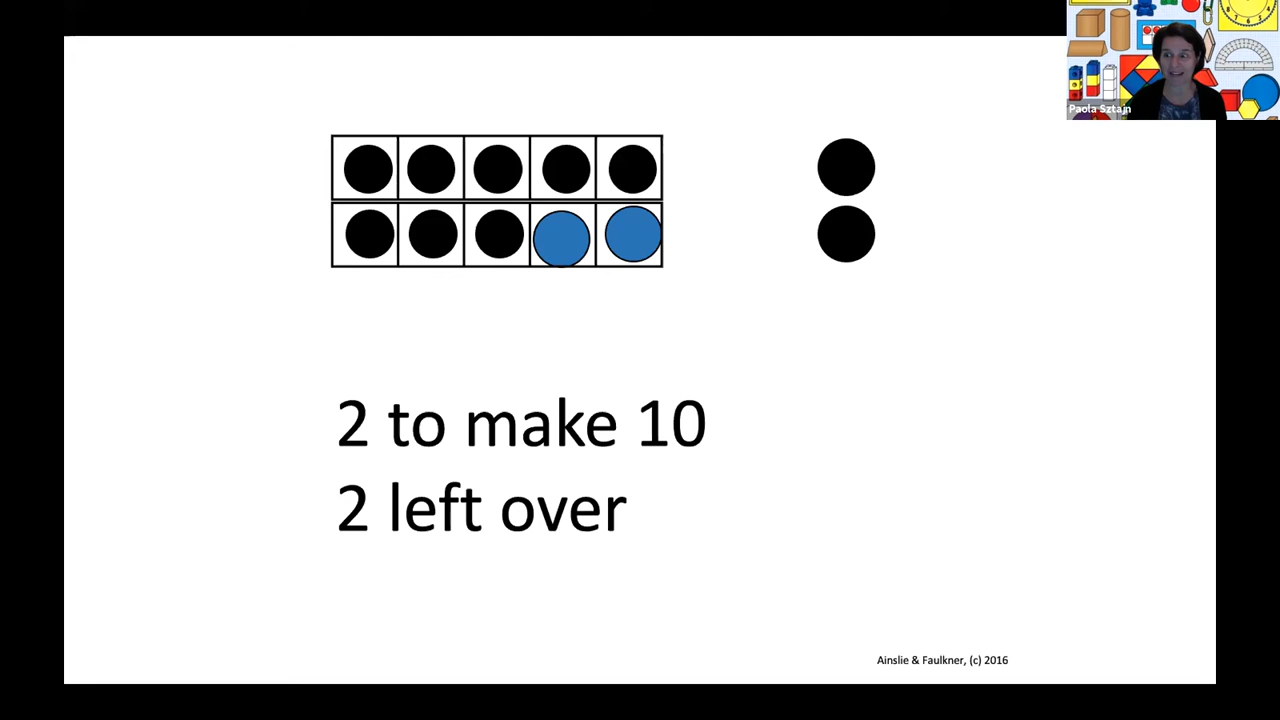 Paola Sztajn
2 to make 10
2 left over
Ainslie & Faulkner, (c) 2016